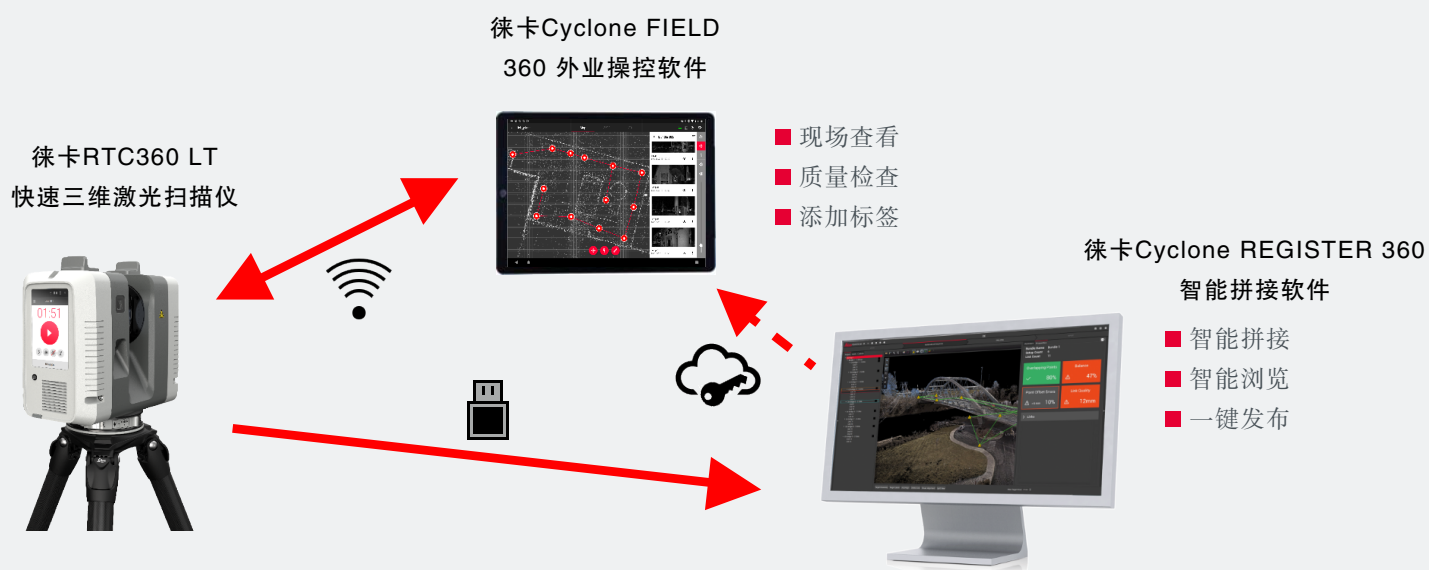 徕卡Cyclone FIELD
360 外业操控软件
徕卡RTC360 LT
快速三维激光扫描仪
现场查看
质量检查
添加标签
徕卡Cyclone REGISTER 360
智能拼接软件
智能拼接
智能浏览
一键发布
01:51
88%
47%
18%
12mm